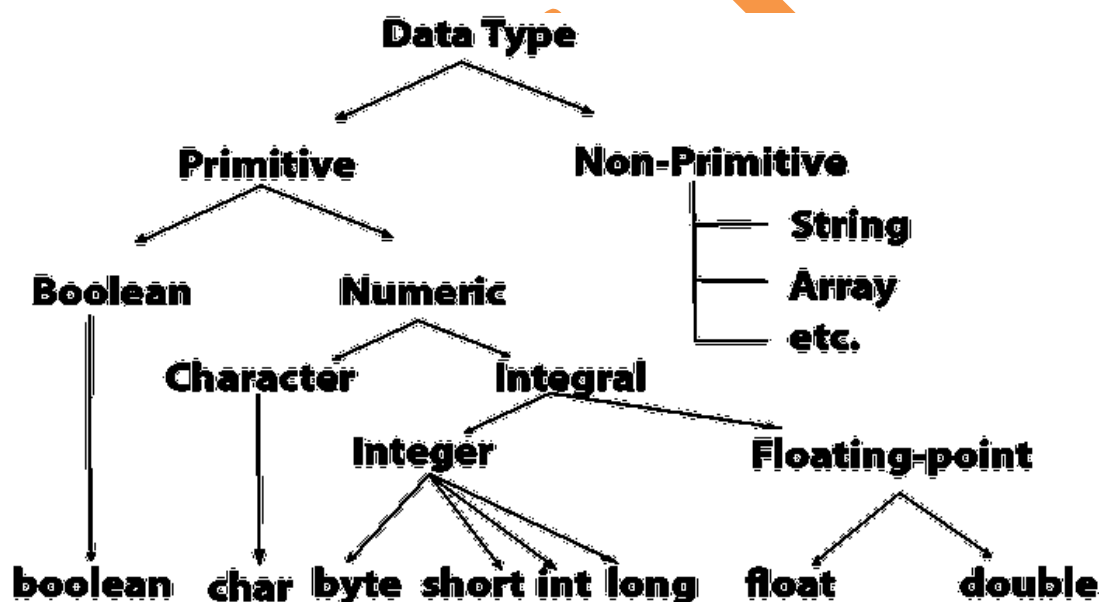 Data Type
Primitive
Non-Primitive
String
Array
etc.
Boolean
Numeric
Character
Integral
Integer
Floating-point
boolean
char
byte
short
int
long
float
double